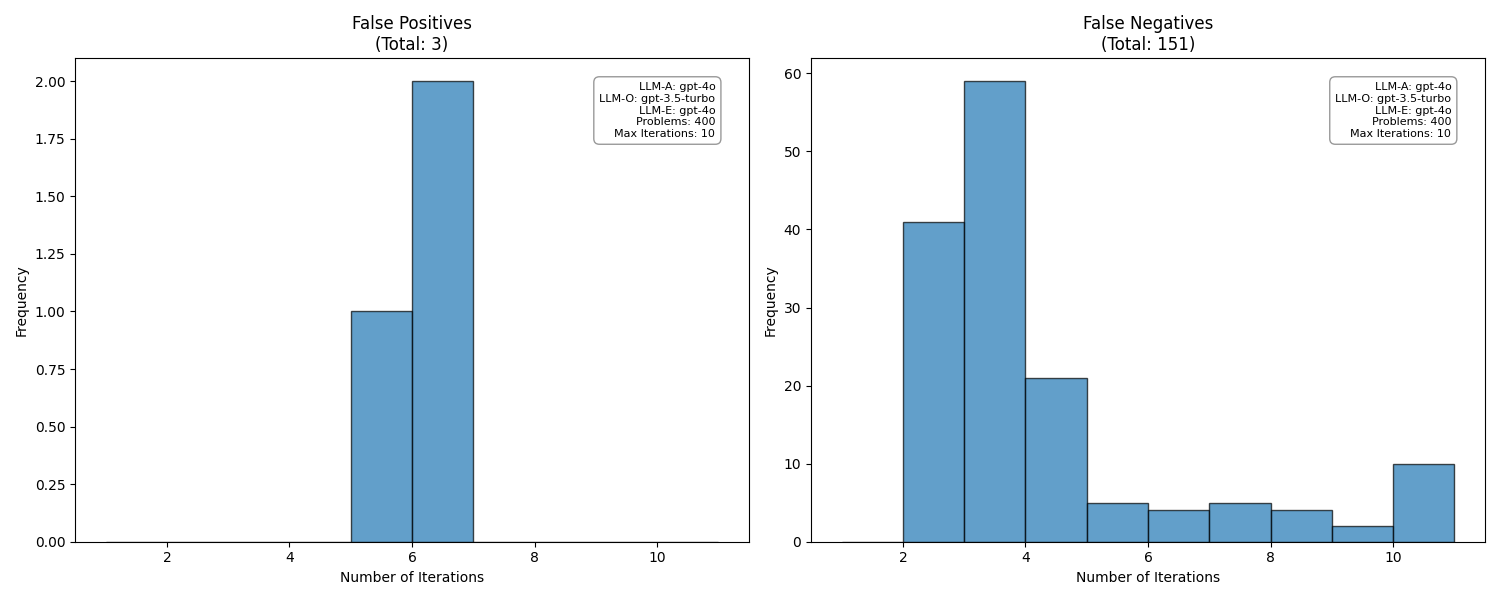 False Positives
(Total: 3)
LLM-A: gpt-4o
LLM-O: gpt-3.5-turbo
LLM-E: gpt-4o
Problems: 400
Max Iterations: 10
Frequency
2.00
1.75
1.50
1.25
1.00
0.75
0.50
0.25
0.00
2 4 6 8 10
Number of Iterations
False Negatives
(Total: 151)
LLM-A: gpt-4o
LLM-O: gpt-3.5-turbo
LLM-E: gpt-4o
Problems: 400
Max Iterations: 10
Frequency
60
50
40
30
20
10
0
2 4 6 8 10
Number of Iterations